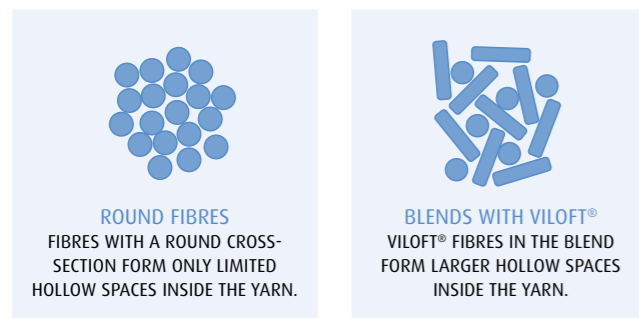 ROUND FIBRES
FIBRES WITH A ROUND CROSS-
SECTION FORM ONLY LIMITED
HOLLOW SPACES INSIDE THE YARN.
BLENDS WITH VILOFT®
VILOFT® FIBRES IN THE BLEND
FORM LARGER HOLLOW SPACES
INSIDE THE YARN.